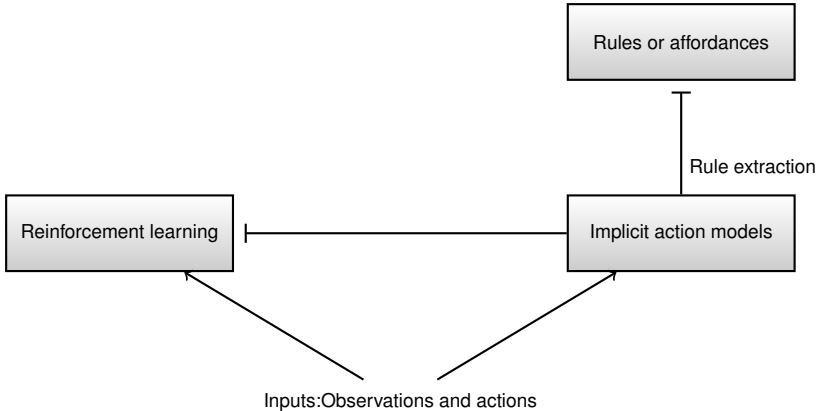 Rules or affordances
Rule extraction
Reinforcement learning
Implicit action models
Inputs:Observations and actions